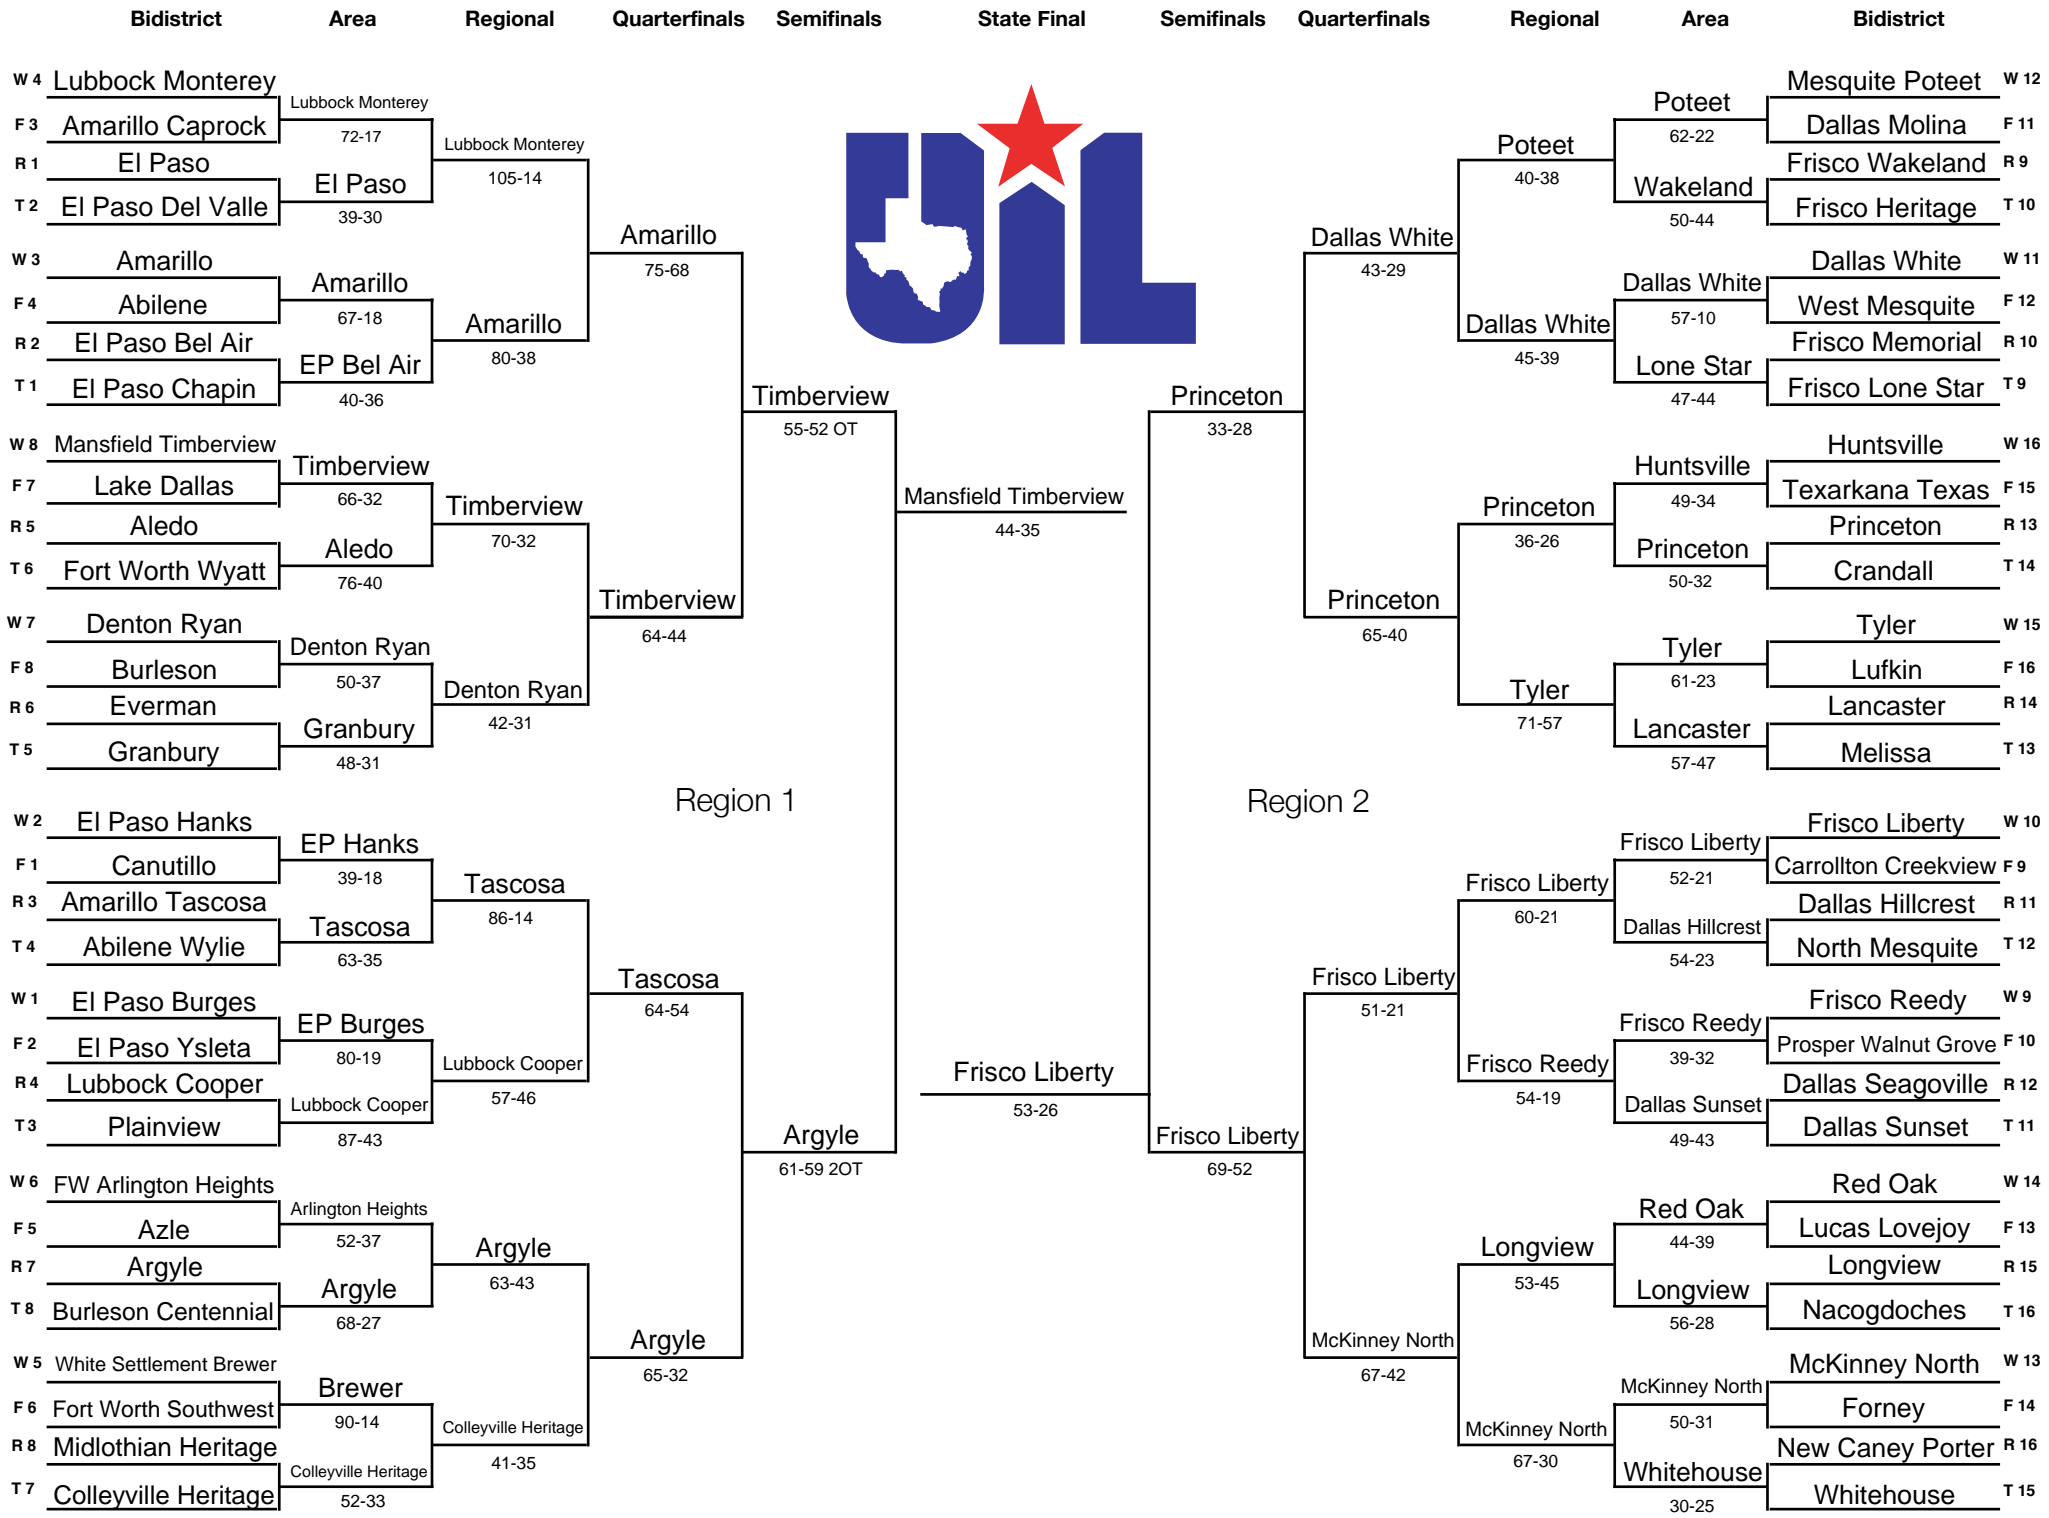 Bidistrict Area Regional Quarterfinals Semifinals State Final Semifinals Quarterfinals Regional Area Bidistrict
W 4 Lubbock Monterey
F 3 Amarillo Caprock
R 1 El Paso
T 2 El Paso Del Valle
W 3 Amarillo
F 4 Abilene
R 2 El Paso Bel Air
T 1 El Paso Chapin
W 8 Mansfield Timberview
F 7 Lake Dallas
R 5 Aledo
T 6 Fort Worth Wyatt
W 7 Denton Ryan
F 8 Burleson
R 6 Everman
T 5 Granbury
W 2 El Paso Hanks
F 1 Canutillo
R 3 Amarillo Tascosa
T 4 Abilene Wylie
W 1 El Paso Burges
F 2 El Paso Ysleta
R 4 Lubbock Cooper
T 3 Plainview
W 6 FW Arlington Heights
F 5 Azle
R 7 Argyle
T 8 Burleson Centennial
W 5 White Settlement Brewer
F 6 Fort Worth Southwest
R 8 Midlothian Heritage
T 7 Colleyville Heritage
Lubbock Monterey
72-17
El Paso
39-30
Amarillo
67-18
EP Bel Air
40-36
Timberview
66-32
Aledo
76-40
Denton Ryan
50-37
Granbury
48-31
EP Hanks
39-18
Tascosa
63-35
EP Burges
80-19
Lubbock Cooper
87-43
Arlington Heights
52-37
Argyle
68-27
Brewer
90-14
Colleyville Heritage
52-33
Lubbock Monterey
105-14
Amarillo
80-38
Timberview
70-32
Denton Ryan
42-31
Tascosa
86-14
Lubbock Cooper
57-46
Argyle
63-43
Colleyville Heritage
41-35
Amarillo
75-68
Timberview
64-44
Region 1
Tascosa
64-54
Argyle
65-32
Timberview
55-52 OT
Argyle
61-59 2OT
UIL
Mansfield Timberview
44-35
Frisco Liberty
53-26
Princeton
33-28
Frisco Liberty
69-52
Dallas White
43-29
Princeton
65-40
Region 2
Frisco Liberty
51-21
McKinney North
67-42
Poteet
40-38
Dallas White
45-39
Princeton
36-26
Tyler
71-57
Frisco Liberty
60-21
Frisco Reedy
54-19
Longview
53-45
McKinney North
67-30
Poteet
62-22
Wakeland
50-44
Dallas White
57-10
Lone Star
47-44
Huntsville
49-34
Princeton
50-32
Tyler
61-23
Lancaster
57-47
Frisco Liberty
52-21
Dallas Hillcrest
54-23
Frisco Reedy
39-32
Dallas Sunset
49-43
Red Oak
44-39
Longview
56-28
McKinney North
50-31
Whitehouse
30-25
Mesquite Poteet W 12
Dallas Molina F 11
Frisco Wakeland R 9
Frisco Heritage T 10
Dallas White W 11
West Mesquite F 12
Frisco Memorial R 10
Frisco Lone Star T 9
Huntsville W 16
Texarkana Texas F 15
Princeton R 13
Crandall T 14
Tyler W 15
Lufkin F 16
Lancaster R 14
Melissa T 13
Frisco Liberty W 10
Carrollton Creekview F 9
Dallas Hillcrest R 11
North Mesquite T 12
Frisco Reedy W 9
Prosper Walnut Grove F 10
Dallas Seagoville R 12
Dallas Sunset T 11
Red Oak W 14
Lucas Lovejoy F 13
Longview R 15
Nacogdoches T 16
McKinney North W 13
Forney F 14
New Caney Porter R 16
Whitehouse T 15